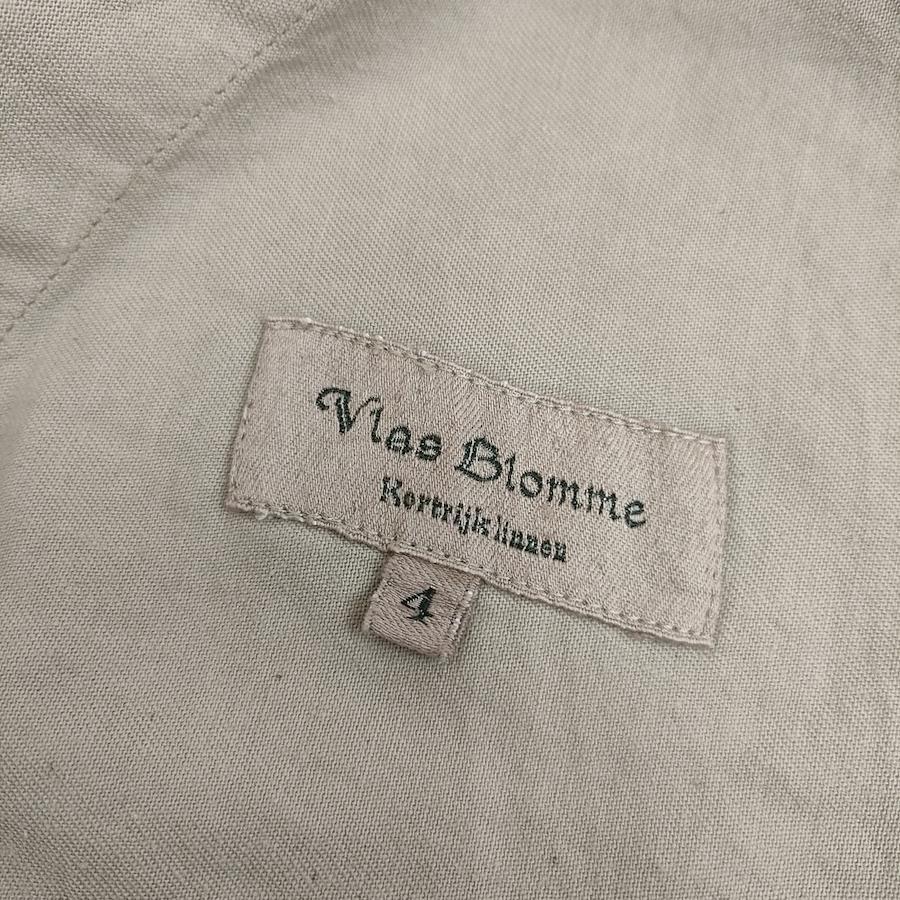 Vlas Blomme
Kortrijk linnen
4